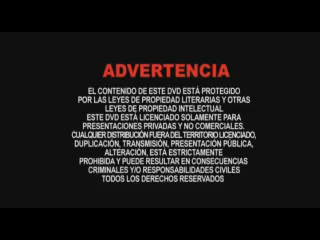 ADVERTENCIA
EL CONTENIDO DE ESTE DVD ESTÁ PROTEGIDO
POR LAS LEYES DE PROPIEDAD LITERARIAS Y OTRAS
LEYES DE PROPIEDAD INTELECTUAL
ESTE DVD ESTÁ LICENCIADO SOLAMENTE PARA
PRESENTACIONES PRIVADAS Y NO COMERCIALES.
CUALQUIER DISTRIBUCIÓN FUERA DEL TERRITORIO LICENCIADO,
DUPLICACIÓN, TRANSMISIÓN, PRESENTACIÓN PÚBLICA,
ALTERACIÓN, ESTÁ ESTRICTAMENTE
PROHIBIDA Y PUEDE RESULTAR EN CONSECUENCIAS
CRIMINALES Y/O RESPONSABILIDADES CIVILES
TODOS LOS DERECHOS RESERVADOS